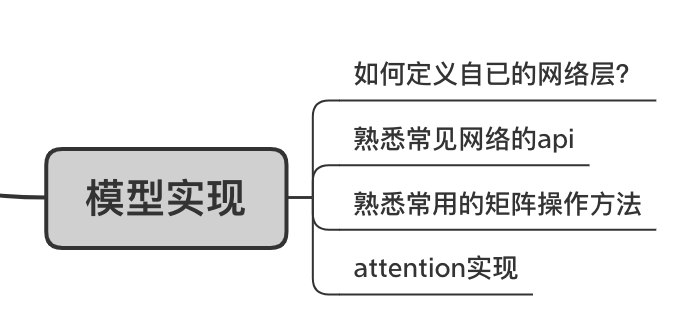 如何定义自已的网络层?
熟悉常见网络的api
模型实现
熟悉常用的矩阵操作方法
attention实现